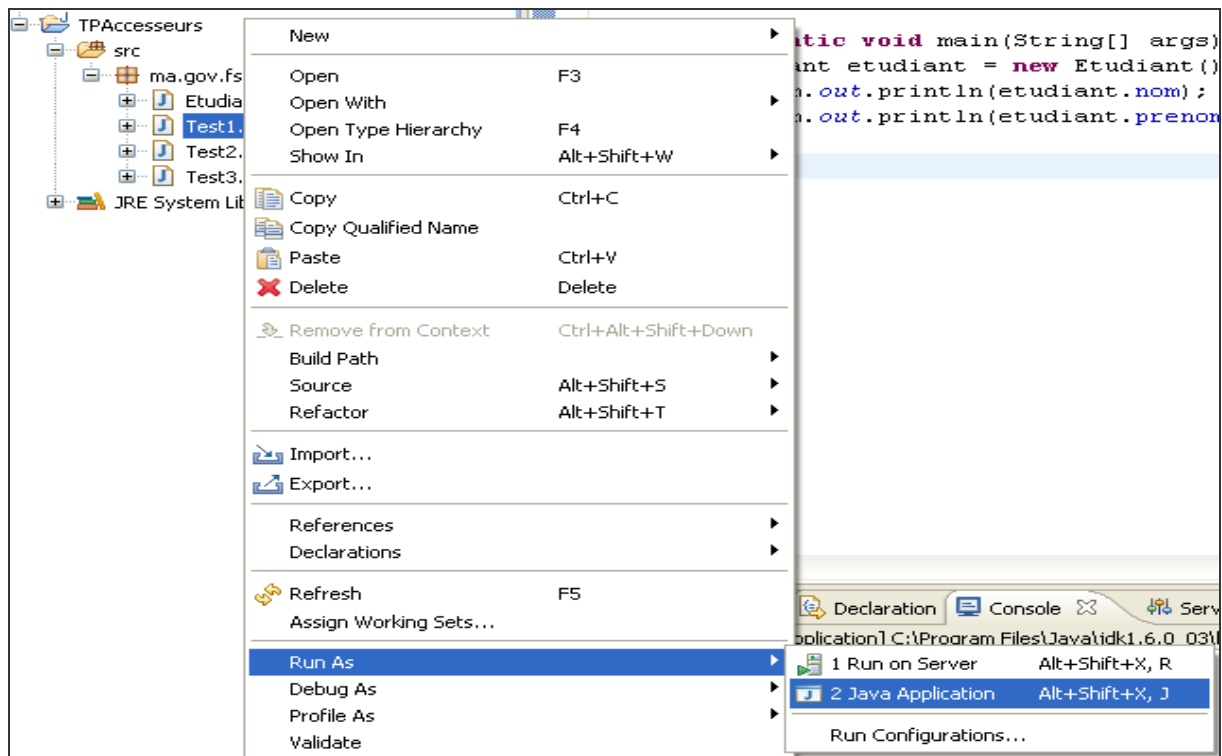 TPAccesseurs
src
ma.gov.fs
Etudia
Test1.
Test2.
Test3.
JRE System Lib
New
Open F3
Open With
Open Type Hierarchy F4
Show In Alt+Shift+W
Copy Ctrl+C
Copy Qualified Name
Paste Ctrl+V
Delete Delete
Remove from Context Ctrl+Alt+Shift+Down
Build Path
Source Alt+Shift+S
Refactor Alt+Shift+T
Import...
Export...
References
Declarations
Refresh F5
Assign Working Sets...
Run As
Debug As
Profile As
Validate
tic void main(String[] args)
ant etudiant = new Etudiant()
.out.println(etudiant.nom);
.out.println(etudiant.prenom
Declaration Console Serv
pplication] C:\Program Files\Java\jdk1.6.0_03\
1 Run on Server Alt+Shift+X, R
2 Java Application Alt+Shift+X, J
Run Configurations...